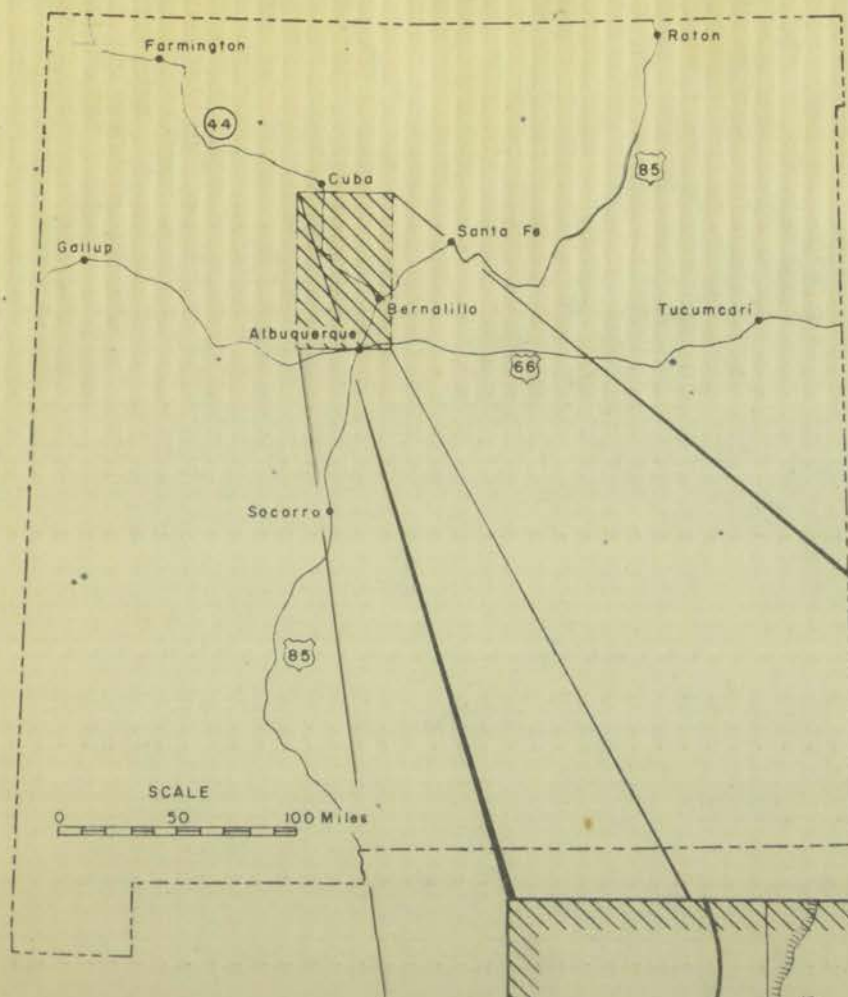 Farmington
Raton
44
Cuba
85
Santa Fe
Gallup
Bernalillo
Tucumcari
Albuquerque
66
Socorro
85
SCALE
0 50 100 Miles